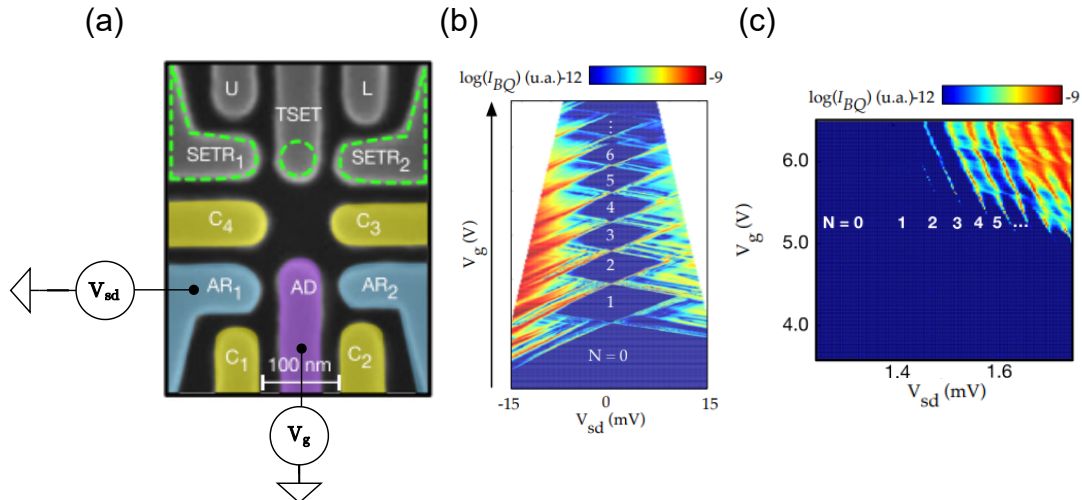 (a)
(b)
(c)
U
L
TSET
SETR1
SETR2
C4
C3
AR1
AD
AR2
C1
C2
100 nm
Vsd
Vg
log(IBQ) (u.a.)-12 -9
Vg (V)
⋮
6
5
4
3
2
1
N = 0
-15 0 15
Vsd (mV)
log(IBQ) (u.a.)-12 -9
Vg (V)
6.0
5.0
4.0
N = 0 1 2 3 4 5 ...
1.4 1.6
Vsd (mV)